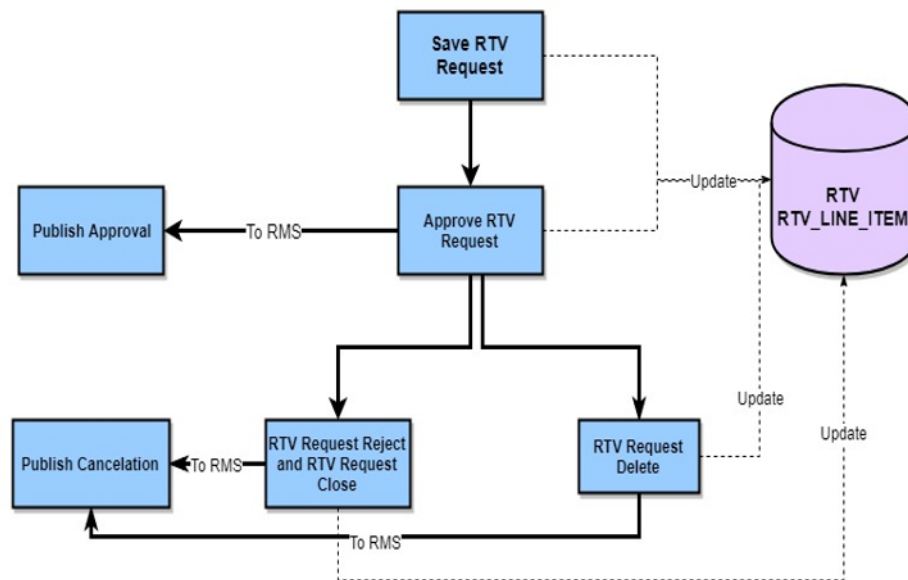 Save RTV
Request
Update
RTV
RTV_LINE_ITEM
Publish Approval
To RMS
Approve RTV
Request
Update
Update
Publish Cancelation
To RMS
RTV Request Reject
and RTV Request
Close
RTV Request
Delete
To RMS